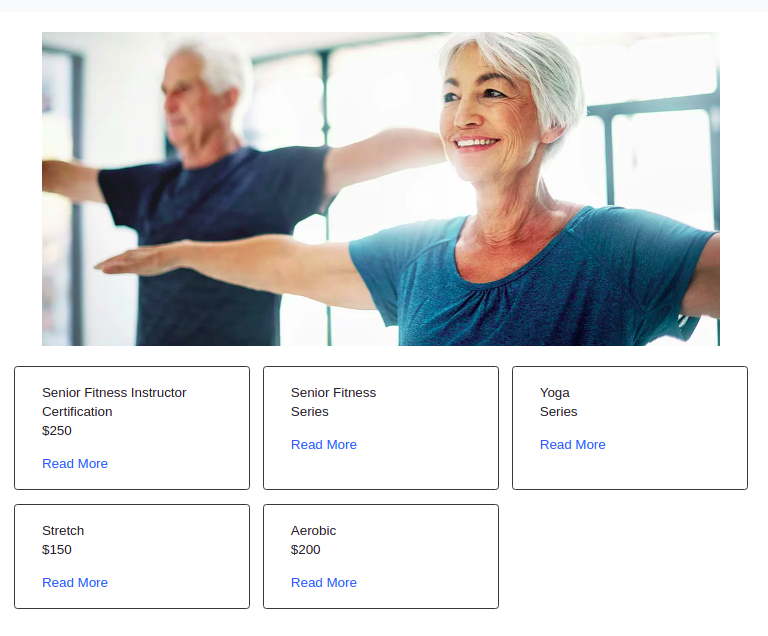 Senior Fitness Instructor
Certification
$250
Read More
Senior Fitness
Series
Read More
Yoga
Series
Read More
Stretch
$150
Read More
Aerobic
$200
Read More